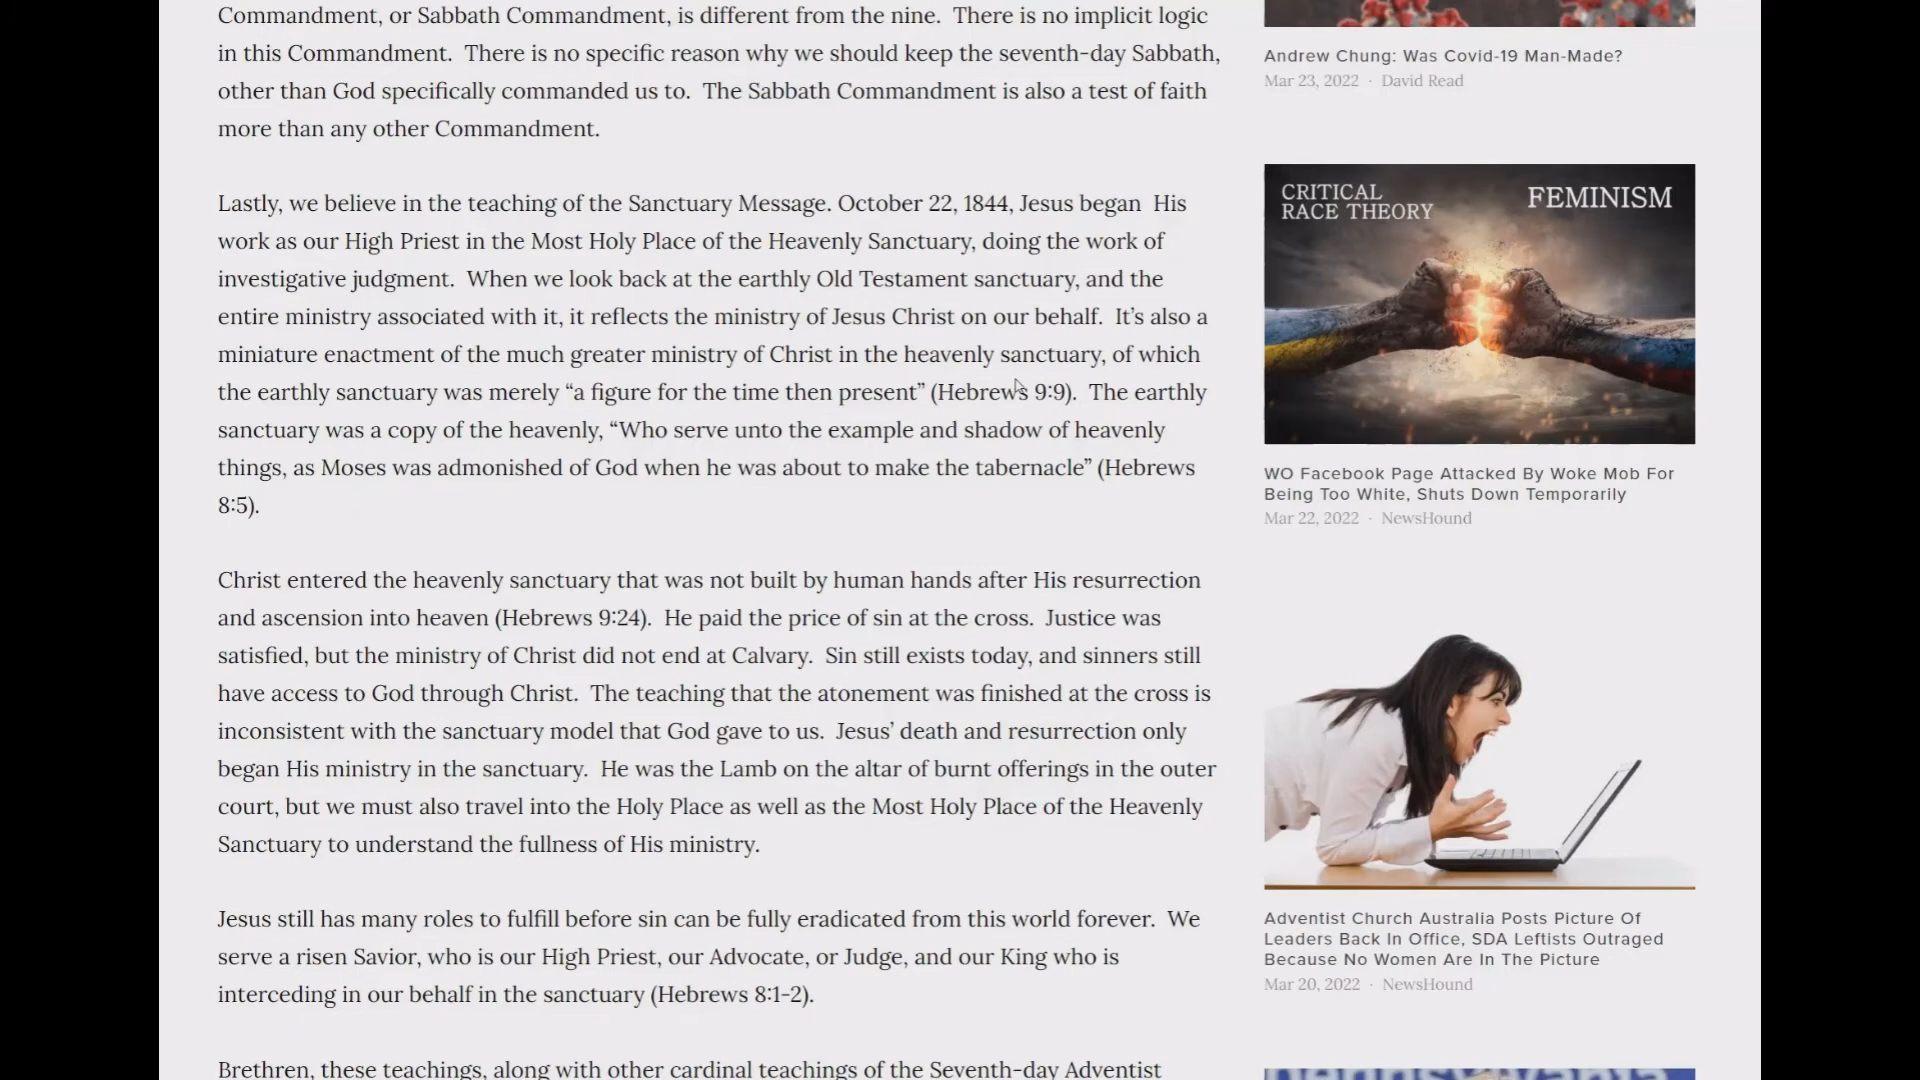 Commandment, or Sabbath Commandment, is different from the nine.  There is no implicit logic
in this Commandment.  There is no specific reason why we should keep the seventh-day Sabbath,
other than God specifically commanded us to.  The Sabbath Commandment is also a test of faith
more than any other Commandment.
Lastly, we believe in the teaching of the Sanctuary Message. October 22, 1844, Jesus began  His
work as our High Priest in the Most Holy Place of the Heavenly Sanctuary, doing the work of
investigative judgment.  When we look back at the earthly Old Testament sanctuary, and the
entire ministry associated with it, it reflects the ministry of Jesus Christ on our behalf.  It’s also a
miniature enactment of the much greater ministry of Christ in the heavenly sanctuary, of which
the earthly sanctuary was merely “a figure for the time then present” (Hebrews 9:9).  The earthly
sanctuary was a copy of the heavenly, “Who serve unto the example and shadow of heavenly
things, as Moses was admonished of God when he was about to make the tabernacle” (Hebrews
8:5).
Christ entered the heavenly sanctuary that was not built by human hands after His resurrection
and ascension into heaven (Hebrews 9:24).  He paid the price of sin at the cross.  Justice was
satisfied, but the ministry of Christ did not end at Calvary.  Sin still exists today, and sinners still
have access to God through Christ.  The teaching that the atonement was finished at the cross is
inconsistent with the sanctuary model that God gave to us.  Jesus’ death and resurrection only
began His ministry in the sanctuary.  He was the Lamb on the altar of burnt offerings in the outer
court, but we must also travel into the Holy Place as well as the Most Holy Place of the Heavenly
Sanctuary to understand the fullness of His ministry.
Jesus still has many roles to fulfill before sin can be fully eradicated from this world forever.  We
serve a risen Savior, who is our High Priest, our Advocate, or Judge, and our King who is
interceding in our behalf in the sanctuary (Hebrews 8:1-2).
Brethren, these teachings, along with other cardinal teachings of the Seventh-day Adventist
Andrew Chung: Was Covid-19 Man-Made?
Mar 23, 2022 · David Read
CRITICAL
RACE THEORY
FEMINISM
WO Facebook Page Attacked By Woke Mob For
Being Too White, Shuts Down Temporarily
Mar 22, 2022 · NewsHound
Adventist Church Australia Posts Picture Of
Leaders Back In Office, SDA Leftists Outraged
Because No Women Are In The Picture
Mar 20, 2022 · NewsHound